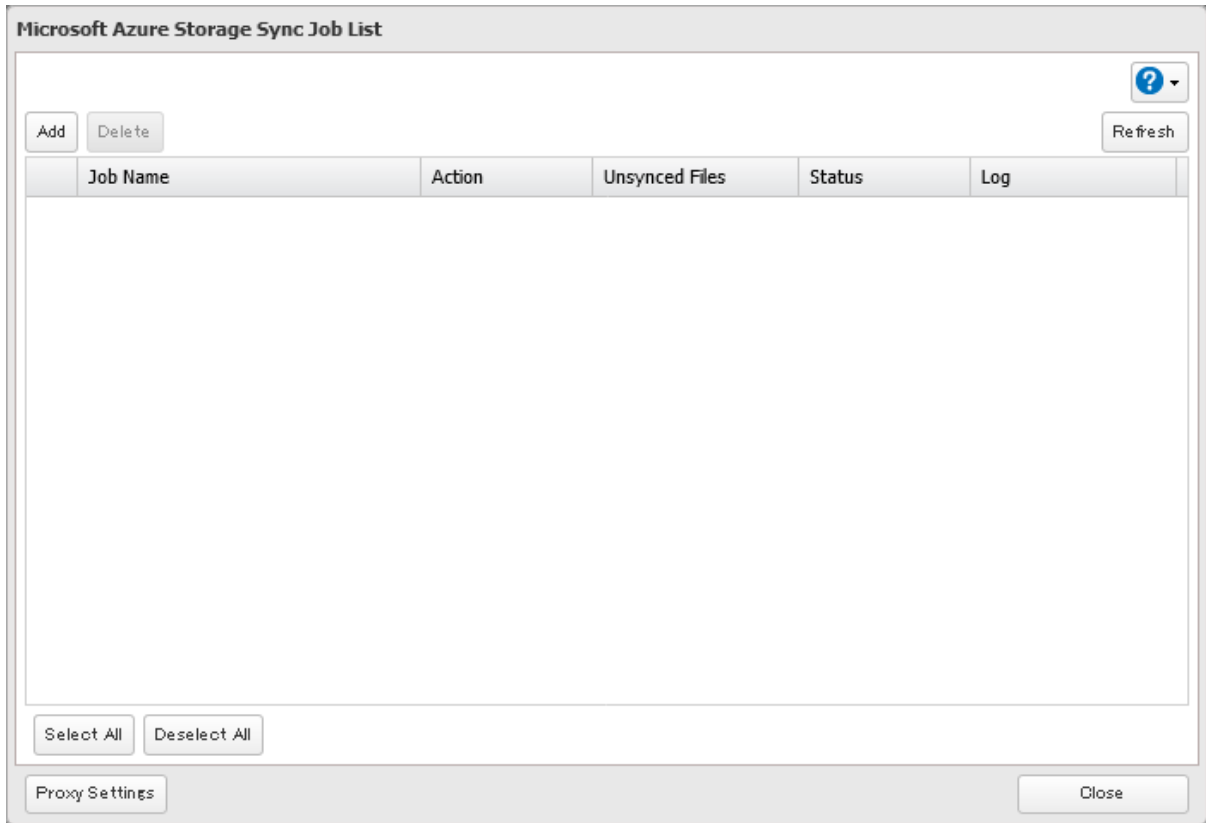 Microsoft Azure Storage Sync Job List
?
Add Delete Refresh
Job Name Action Unsynced Files Status Log
Select All Deselect All
Proxy Settings Close